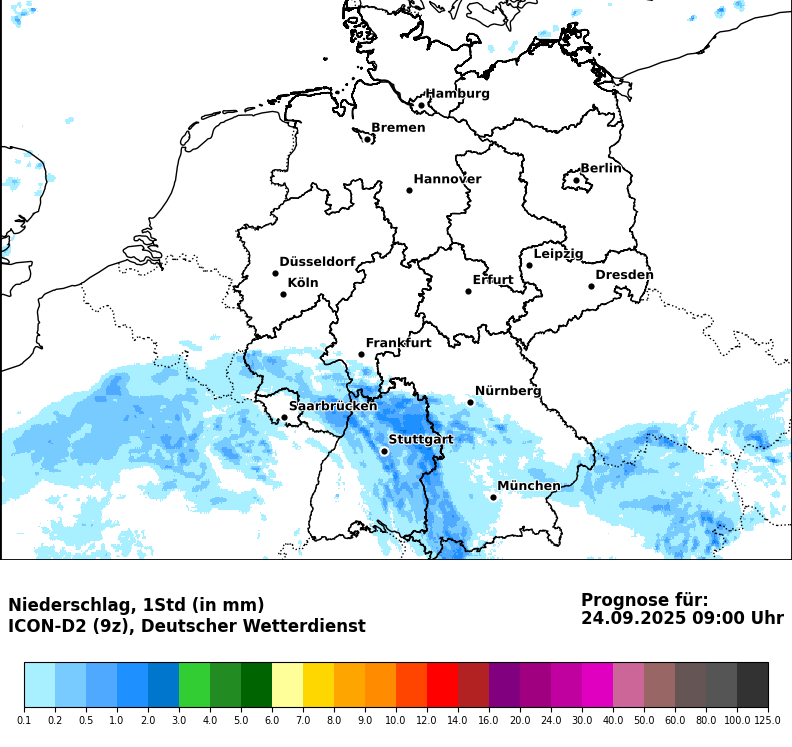 Hamburg
Bremen
Berlin
Hannover
Leipzig
Düsseldorf
Dresden
Köln
Erfurt
Frankfurt
Nürnberg
Saarbrücken
Stuttgart
München
Niederschlag, 1Std (in mm)
ICON-D2 (9z), Deutscher Wetterdienst
Prognose für:
24.09.2025 09:00 Uhr
0.1 0.2 0.5 1.0 2.0 3.0 4.0 5.0 6.0 7.0 8.0 9.0 10.0 12.0 14.0 16.0 20.0 24.0 30.0 40.0 50.0 60.0 80.0 100.0 125.0